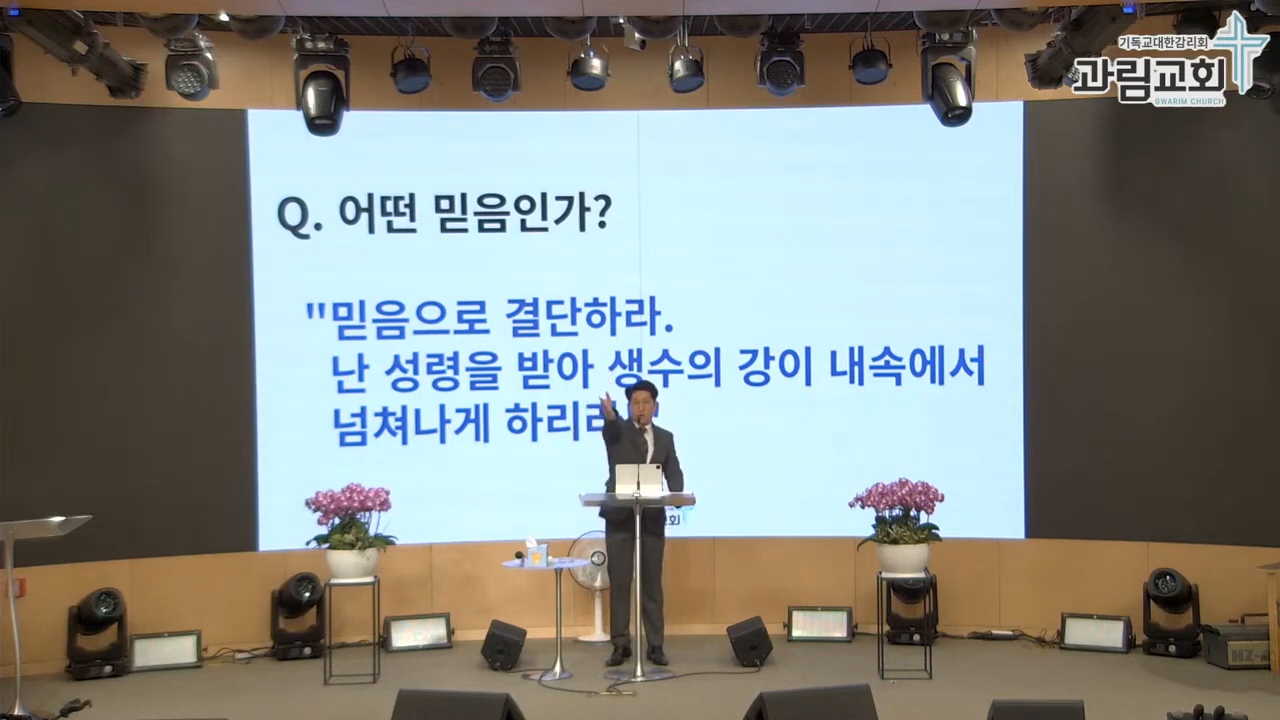 기독교대한감리회
과림교회
GWARIM CHURCH
Q. 어떤 믿음인가?
"믿음으로 결단하라.
난 성령을 받아 생수의 강이 내속에서
넘쳐나게 하리라"
교회